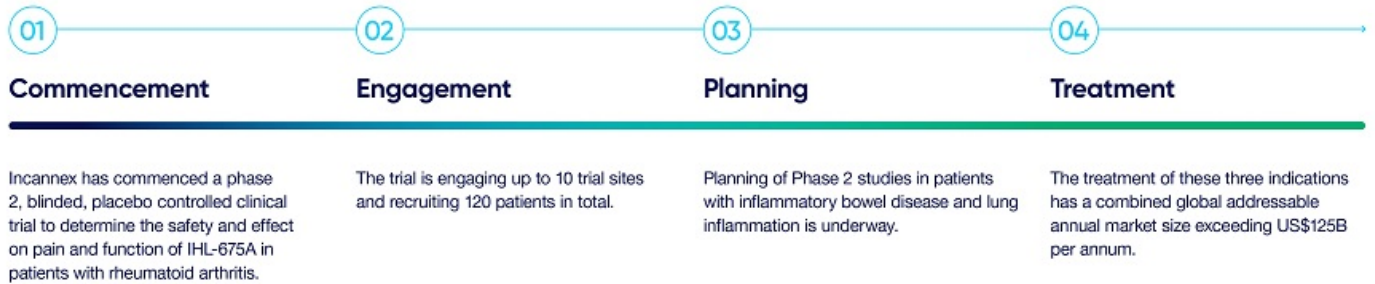 01
02
03
04
Commencement
Engagement
Planning
Treatment
Incannex has commenced a phase
2, blinded, placebo controlled clinical
trial to determine the safety and effect
on pain and function of IHL-675A in
patients with rheumatoid arthritis.
The trial is engaging up to 10 trial sites
and recruiting 120 patients in total.
Planning of Phase 2 studies in patients
with inflammatory bowel disease and lung
inflammation is underway.
The treatment of these three indications
has a combined global addressable
annual market size exceeding US$125B
per annum.